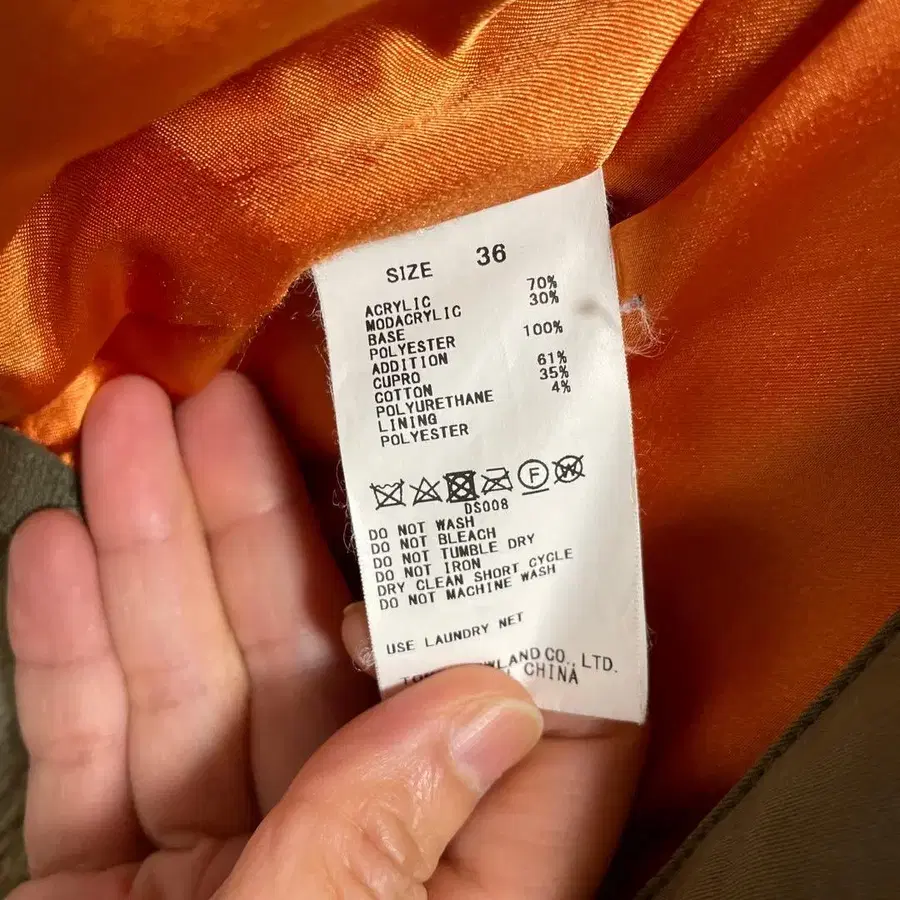 SIZE 36
ACRYLIC 70%
MODACRYLIC 30%
BASE
POLYESTER 100%
ADDITION
CUPRO 61%
COTTON 35%
POLYURETHANE 4%
LINING
POLYESTER
F W
DS008
DO NOT WASH
DO NOT BLEACH
DO NOT TUMBLE DRY
DO NOT IRON
DRY CLEAN SHORT CYCLE
DO NOT MACHINE WASH
USE LAUNDRY NET
CO., LTD.
CHINA